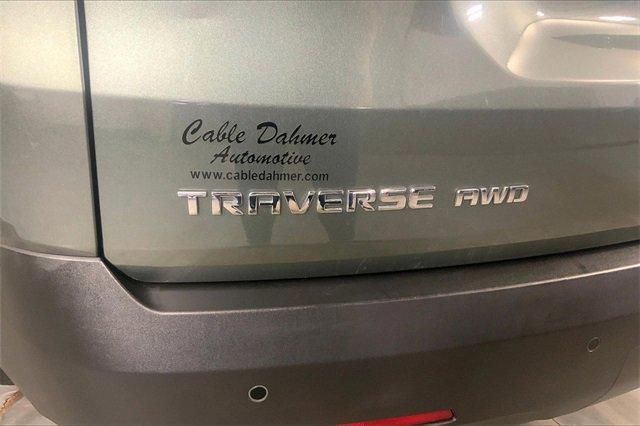 Cable Dahmer
Automotive
www.cabledahmer.com
TRAVERSE AWD